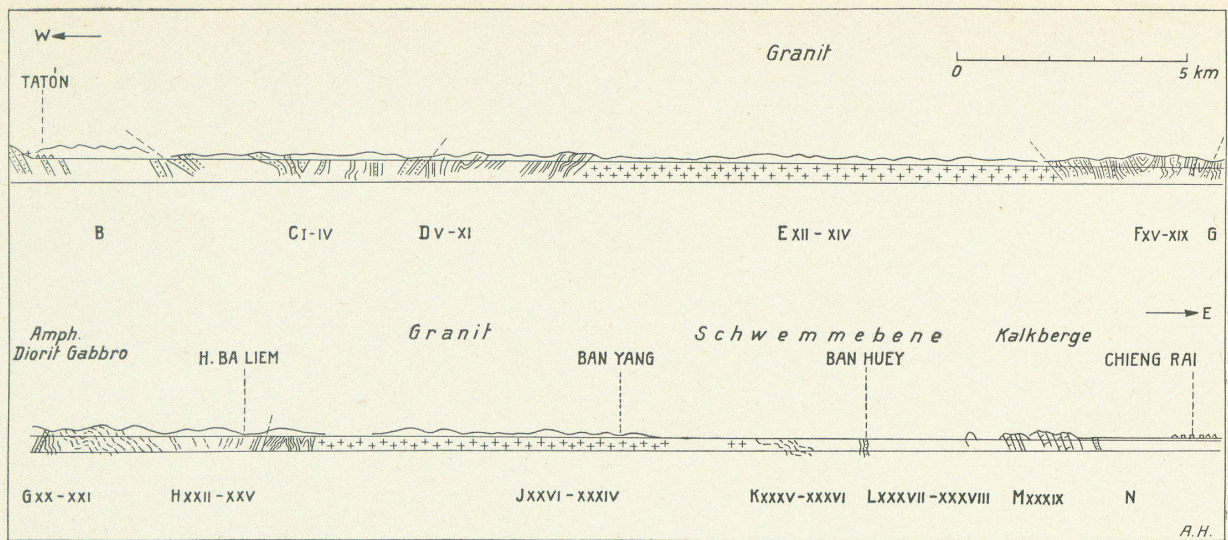 W
Granit
0 5 km
TATÓN
B CI-IV DV-XI EXII-XIV FXV-XIX G
E
Amph. Granit Schwemmebene Kalkberge
Diorit Gabbro H. BA LIEM BAN YANG BAN HUEY CHIENG RAI
GXX-XXI HXXII-XXV JXXVI-XXXIV KXXXV-XXXVI LXXXVII-XXXVIII MXXXIX N
A.H.